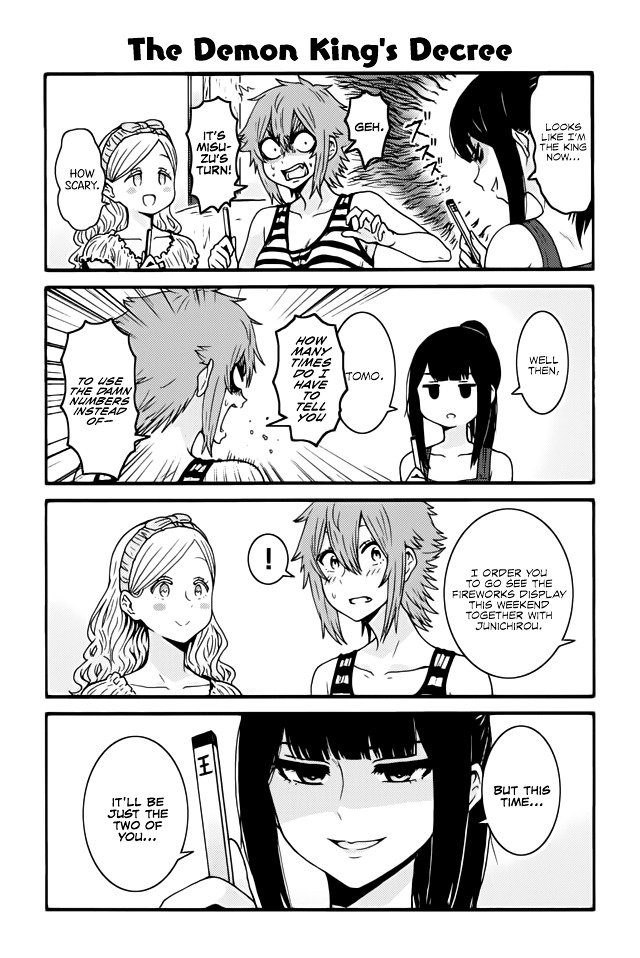 The Demon King's Decree
LOOKS
LIKE I'M
THE KING
NOW...
GEH.
IT'S
MISU-
ZU'S
TURN!
HOW
SCARY.
WELL
THEN,
TOMO.
HOW
MANY
TIMES
DO I
HAVE TO
TELL
YOU
TO USE
THE DAMN
NUMBERS
INSTEAD
OF—
I ORDER YOU
TO GO SEE THE
FIREWORKS DISPLAY
THIS WEEKEND
TOGETHER WITH
JUNICHIROU.
!
BUT THIS
TIME...
王
IT'LL BE
JUST THE
TWO OF
YOU...